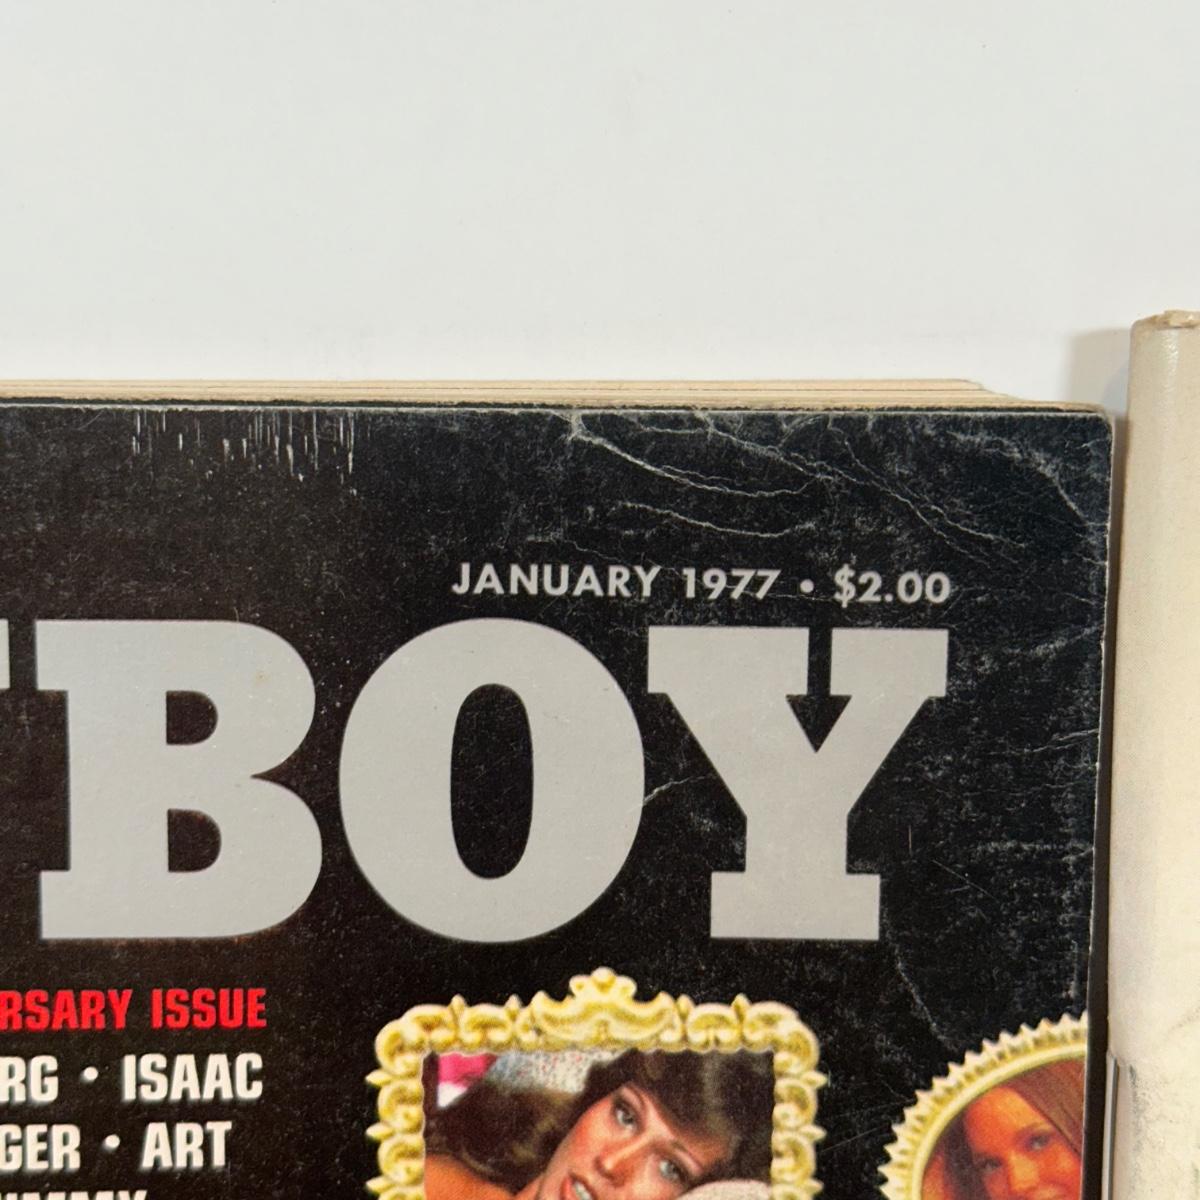 JANUARY 1977 • $2.00
BOY
RSARY ISSUE
RG • ISAAC
GER • ART